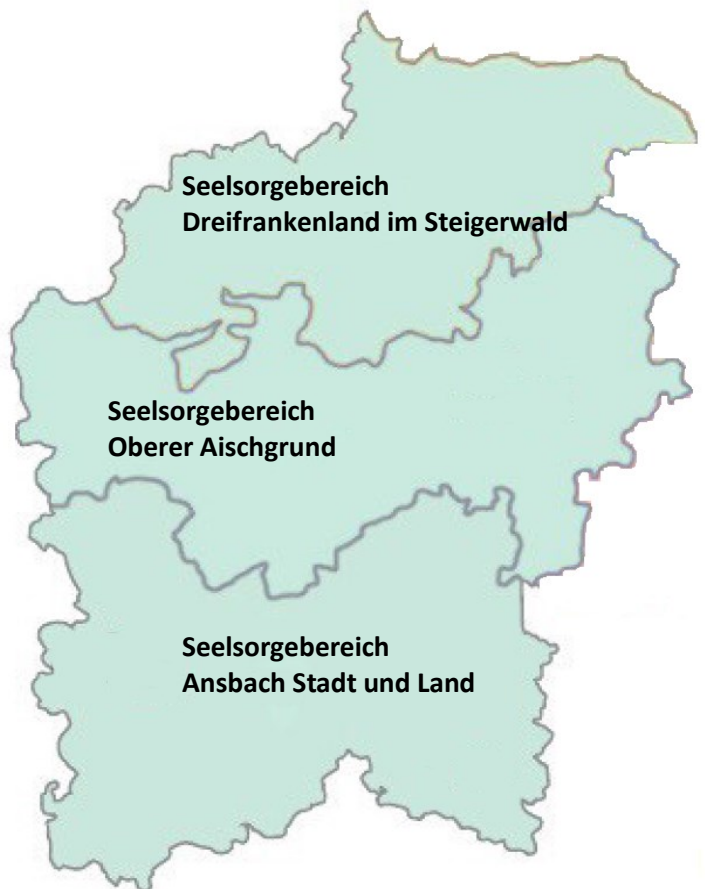 Seelsorgebereich
Dreifrankenland im Steigerwald
Seelsorgebereich
Oberer Aischgrund
Seelsorgebereich
Ansbach Stadt und Land